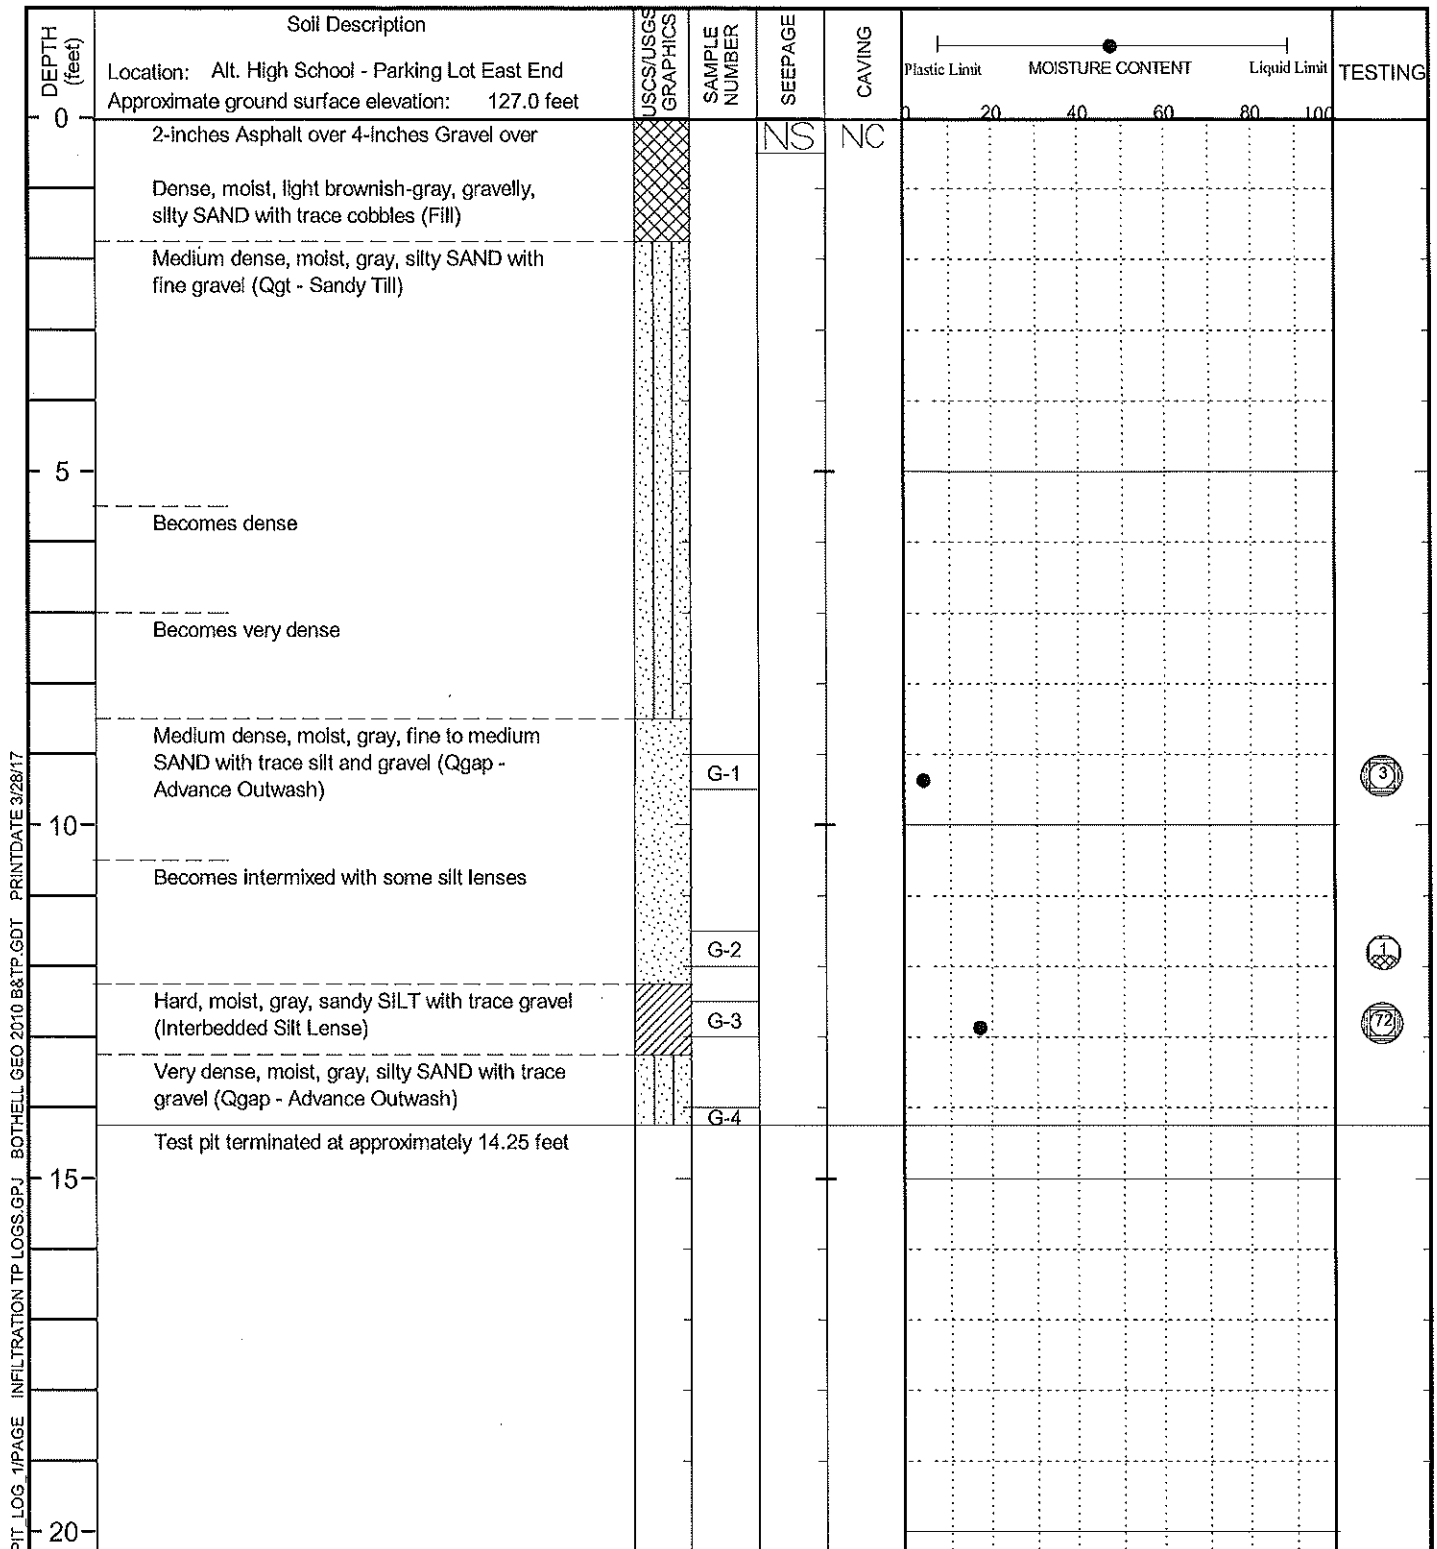 DEPTH
(feet)
Soil Description
Location: Alt. High School - Parking Lot East End
Approximate ground surface elevation: 127.0 feet
USCS/USGS
GRAPHICS
SAMPLE
NUMBER
SEEPAGE
CAVING
Plastic Limit
MOISTURE CONTENT
Liquid Limit
TESTING
0 20 40 60 80 100
0
2-inches Asphalt over 4-inches Gravel over
NS
NC
Dense, moist, light brownish-gray, gravelly,
silty SAND with trace cobbles (Fill)
Medium dense, moist, gray, silty SAND with
fine gravel (Qgt - Sandy Till)
5
Becomes dense
Becomes very dense
Medium dense, moist, gray, fine to medium
SAND with trace silt and gravel (Qgap -
Advance Outwash)
G-1
3
10
Becomes intermixed with some silt lenses
G-2
1
Hard, moist, gray, sandy SILT with trace gravel
(Interbedded Silt Lense)
G-3
72
Very dense, moist, gray, silty SAND with trace
gravel (Qgap - Advance Outwash)
G-4
Test pit terminated at approximately 14.25 feet
15
20
PIT_LOG_1/PAGE INFILTRATION TP LOGS.GPJ BOTHELL GEO 2010 B&TP.GDT PRINTDATE 3/28/17